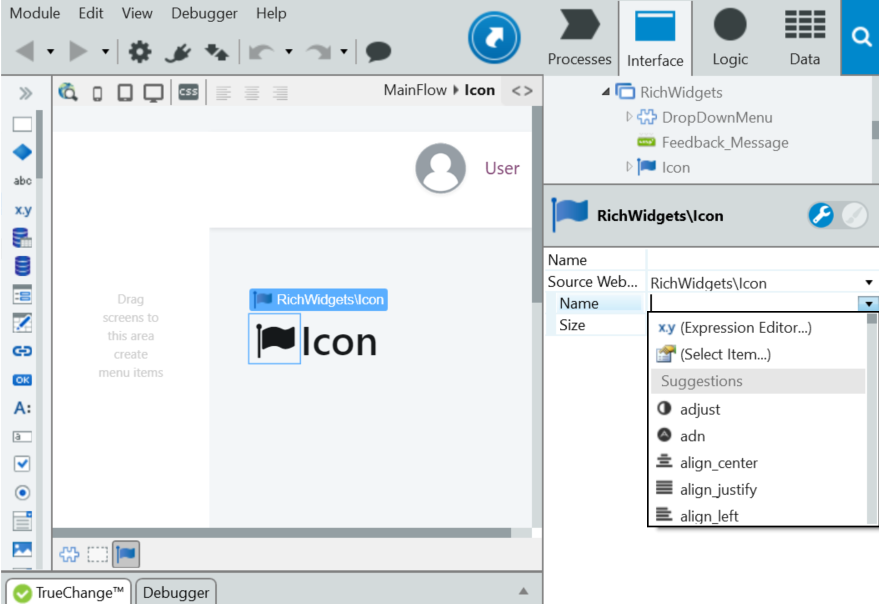 Module Edit View Debugger Help
Processes Interface Logic Data
css MainFlow Icon <>
RichWidgets
DropDownMenu
Feedback_Message
Icon
abc
x.y
OK
A:
a
User
Drag
screens to
this area
create
menu items
RichWidgets\Icon
Icon
RichWidgets\Icon
Name
Source Web... RichWidgets\Icon
Name
Size
x.y (Expression Editor...)
(Select Item...)
Suggestions
adjust
adn
align_center
align_justify
align_left
TrueChange™ Debugger